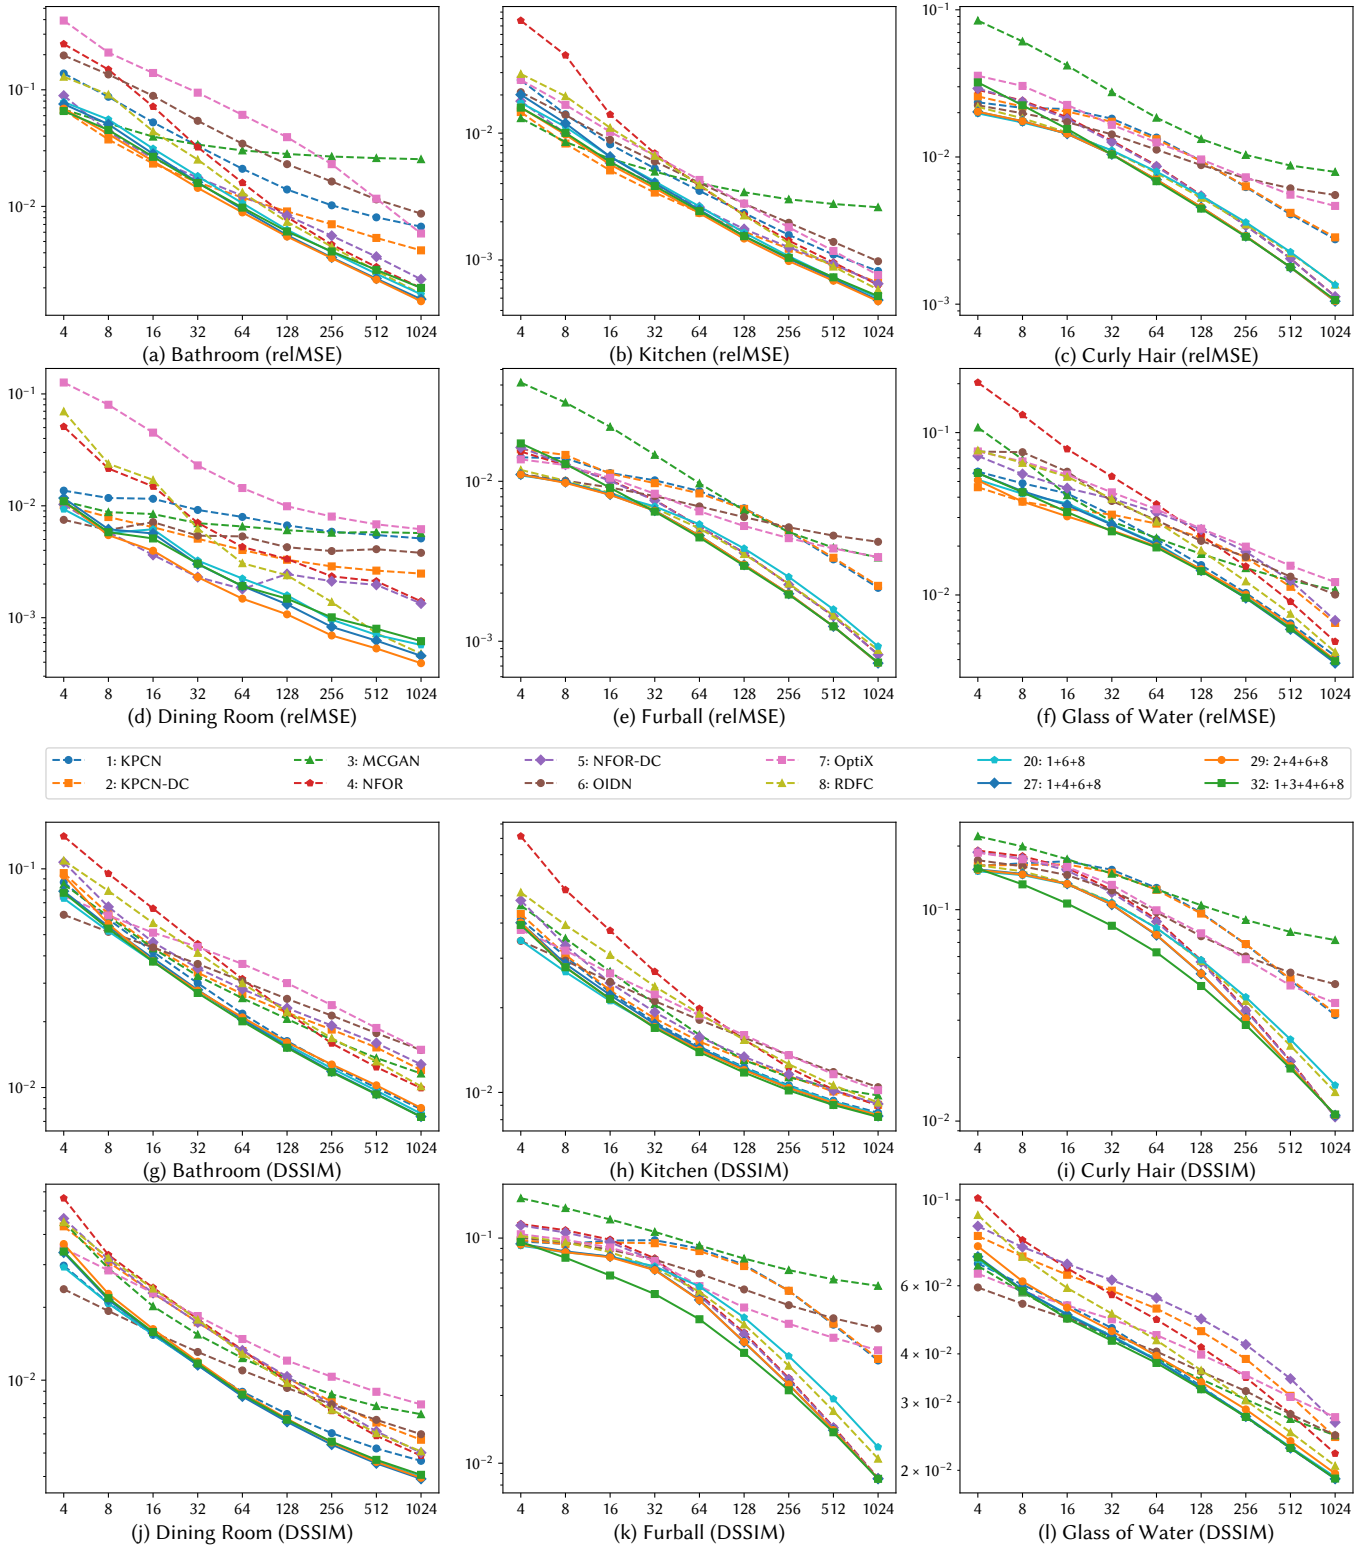 10⁻¹
10⁻²
4 8 16 32 64 128 256 512 1024
(a) Bathroom (relMSE)
10⁻²
10⁻³
4 8 16 32 64 128 256 512 1024
(b) Kitchen (relMSE)
10⁻¹
10⁻²
10⁻³
4 8 16 32 64 128 256 512 1024
(c) Curly Hair (relMSE)
10⁻¹
10⁻²
10⁻³
4 8 16 32 64 128 256 512 1024
(d) Dining Room (relMSE)
10⁻²
10⁻³
4 8 16 32 64 128 256 512 1024
(e) Furball (relMSE)
10⁻¹
10⁻²
4 8 16 32 64 128 256 512 1024
(f) Glass of Water (relMSE)
1: KPCN 3: MCGAN 5: NFOR-DC 7: OptiX 20: 1+6+8 29: 2+4+6+8
2: KPCN-DC 4: NFOR 6: OIDN 8: RDFC 27: 1+4+6+8 32: 1+3+4+6+8
10⁻¹
10⁻²
4 8 16 32 64 128 256 512 1024
(g) Bathroom (DSSIM)
10⁻²
4 8 16 32 64 128 256 512 1024
(h) Kitchen (DSSIM)
10⁻¹
10⁻²
4 8 16 32 64 128 256 512 1024
(i) Curly Hair (DSSIM)
10⁻²
4 8 16 32 64 128 256 512 1024
(j) Dining Room (DSSIM)
10⁻¹
10⁻²
4 8 16 32 64 128 256 512 1024
(k) Furball (DSSIM)
10⁻¹
6 × 10⁻²
4 × 10⁻²
3 × 10⁻²
2 × 10⁻²
4 8 16 32 64 128 256 512 1024
(l) Glass of Water (DSSIM)